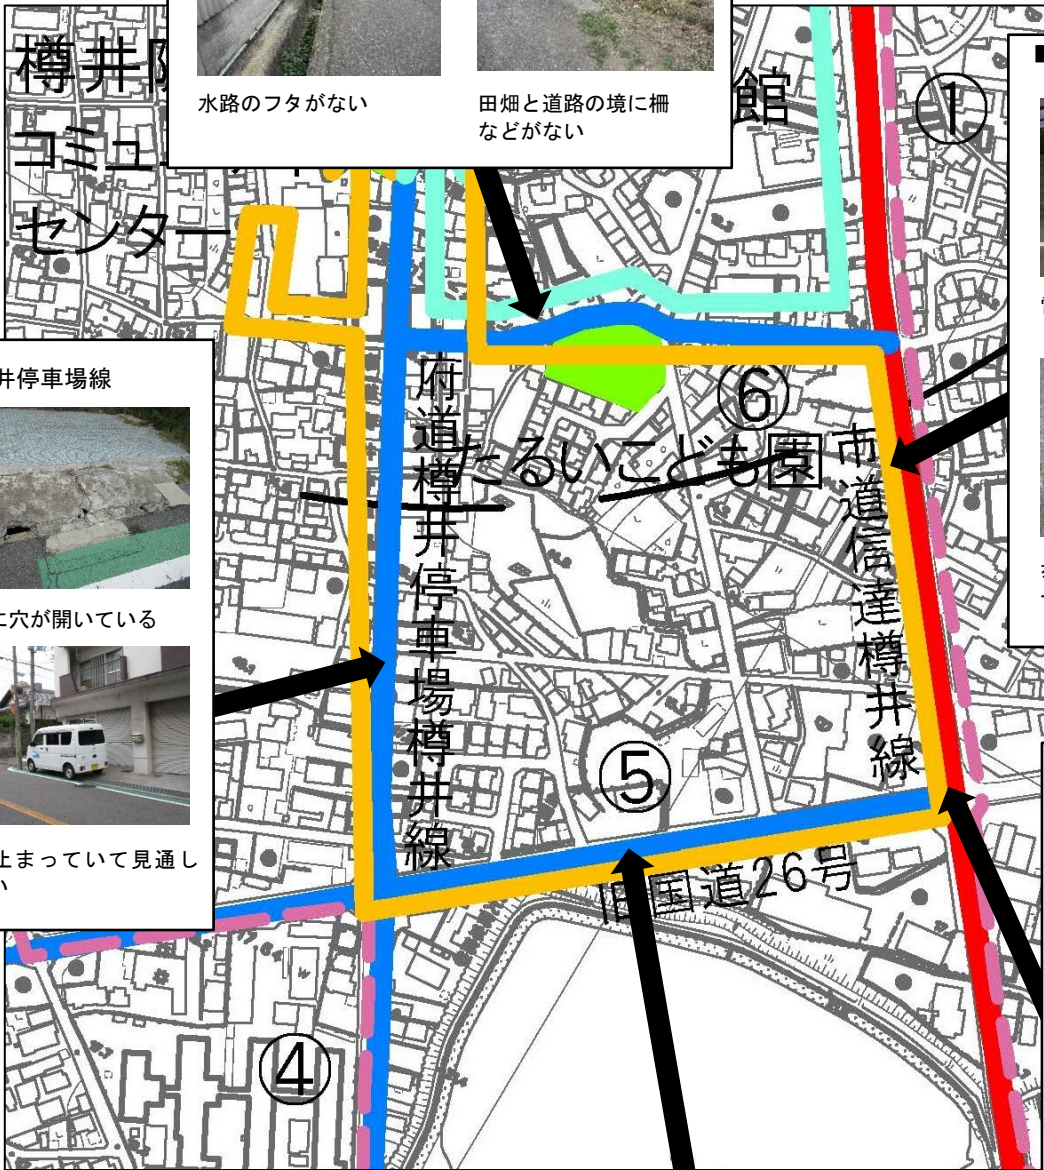 樽井
コミュ
センター
館
水路のフタがない
田畑と道路の境に柵
などがない
①
井停車場線
に穴が開いている
止まっていて見通し
い
府道樽井停車場樽井線
たるいこども園
⑥
市道信達樽井線
⑤
旧国道26号
④